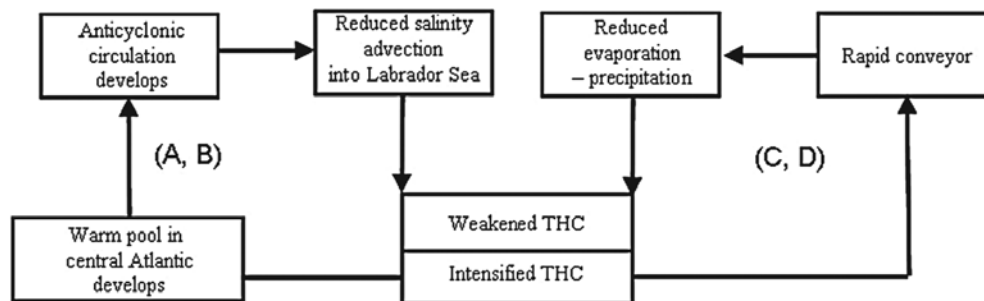 Anticyclonic
circulation
develops
Reduced salinity
advection
into Labrador Sea
Reduced
evaporation
– precipitation
Rapid conveyor
(A, B)
(C, D)
Warm pool in
central Atlantic
develops
Weakened THC
Intensified THC